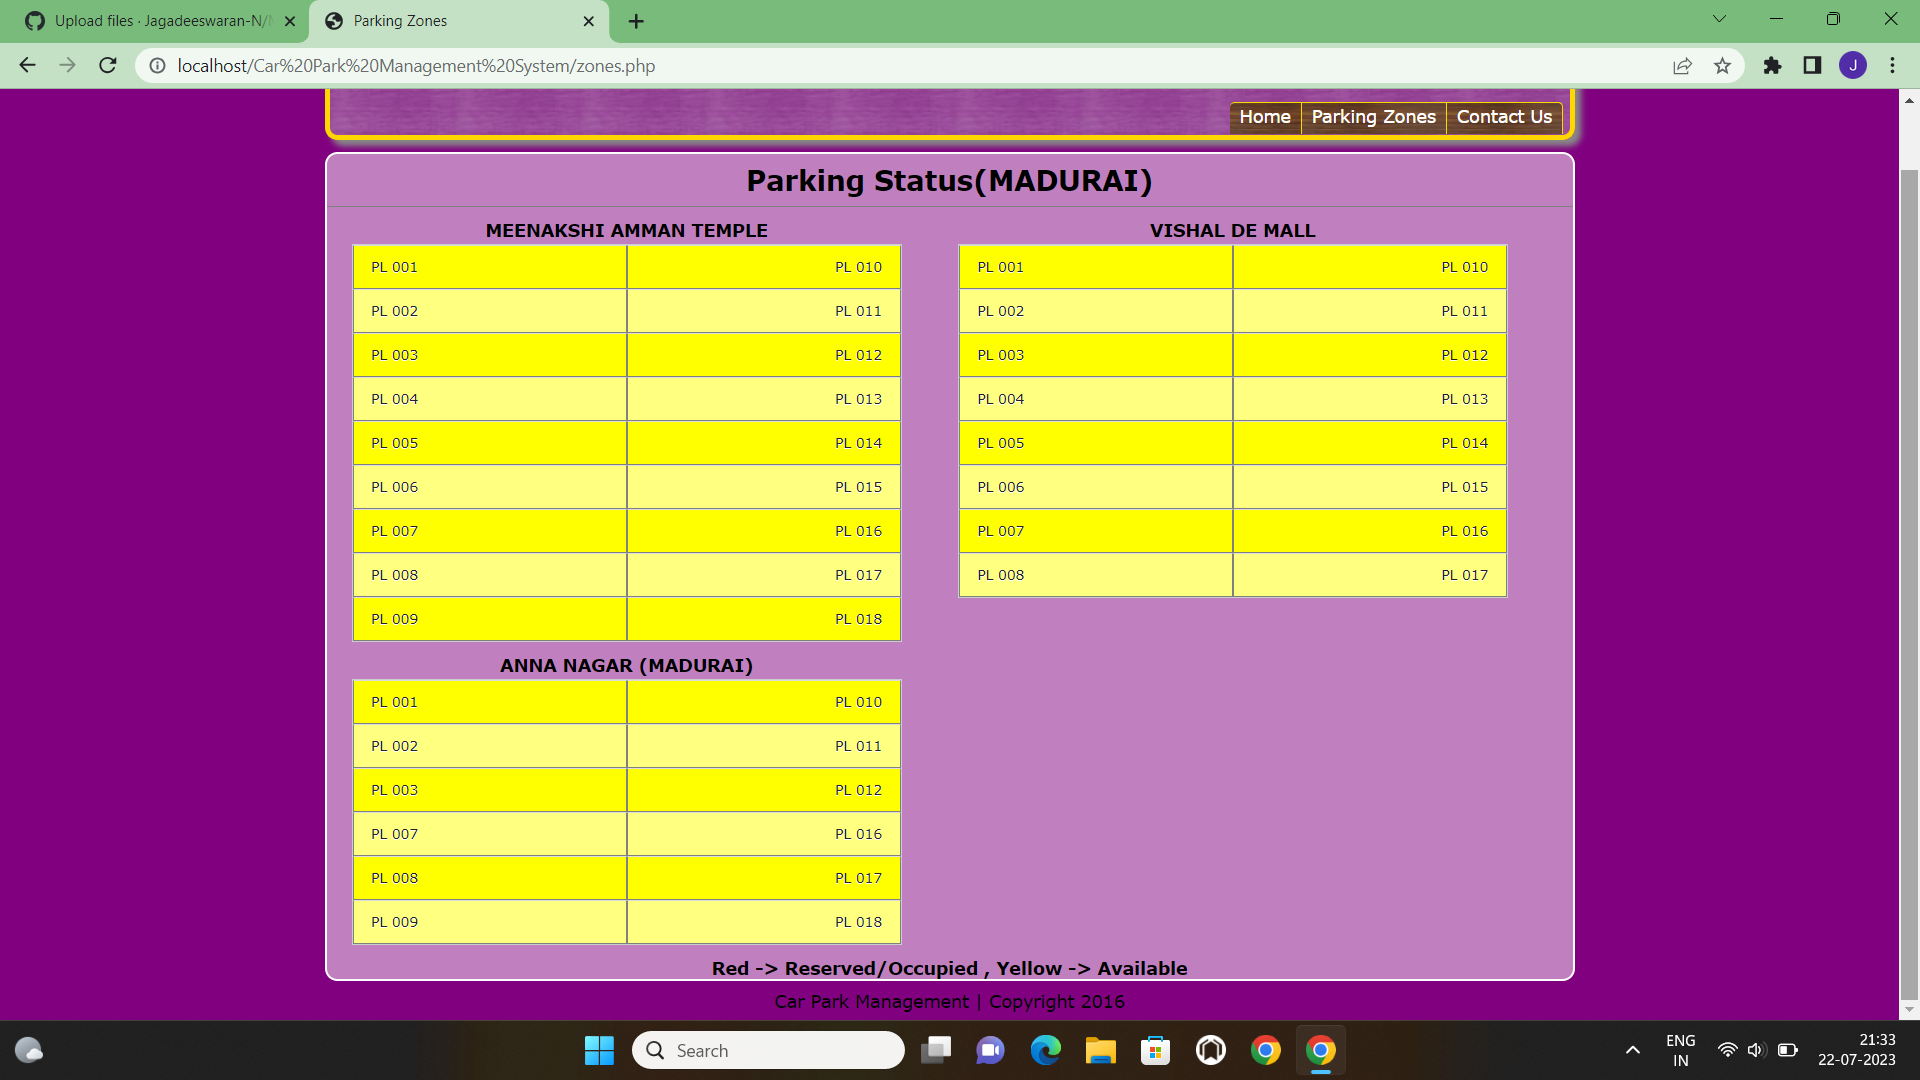 Upload files · Jagadeeswaran-N/
Parking Zones
localhost/Car%20Park%20Management%20System/zones.php
J
Home Parking Zones Contact Us
Parking Status(MADURAI)
MEENAKSHI AMMAN TEMPLE
PL 001 PL 010
PL 002 PL 011
PL 003 PL 012
PL 004 PL 013
PL 005 PL 014
PL 006 PL 015
PL 007 PL 016
PL 008 PL 017
PL 009 PL 018
VISHAL DE MALL
PL 001 PL 010
PL 002 PL 011
PL 003 PL 012
PL 004 PL 013
PL 005 PL 014
PL 006 PL 015
PL 007 PL 016
PL 008 PL 017
ANNA NAGAR (MADURAI)
PL 001 PL 010
PL 002 PL 011
PL 003 PL 012
PL 007 PL 016
PL 008 PL 017
PL 009 PL 018
Red -> Reserved/Occupied , Yellow -> Available
Car Park Management | Copyright 2016
Search
ENG
IN
21:33
22-07-2023